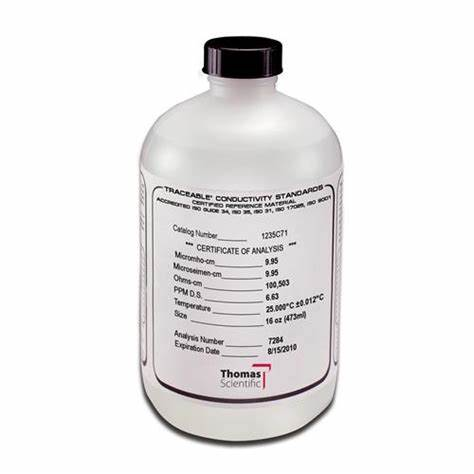 TRACEABLE® CONDUCTIVITY STANDARDS
CERTIFIED REFERENCE MATERIAL
ACCREDITED ISO GUIDE 34, ISO 35, ISO 31, ISO 17025, ISO 9001
Catalog Number 1235C71
*** CERTIFICATE OF ANALYSIS ***
Micromho-cm 9.95
Microseimen-cm 9.95
Ohms-cm 100,503
PPM D.S. 6.63
Temperature 25.000°C ±0.012°C
Size 16 oz (473ml)
Analysis Number 7284
Expiration Date 8/15/2010
Thomas
Scientific